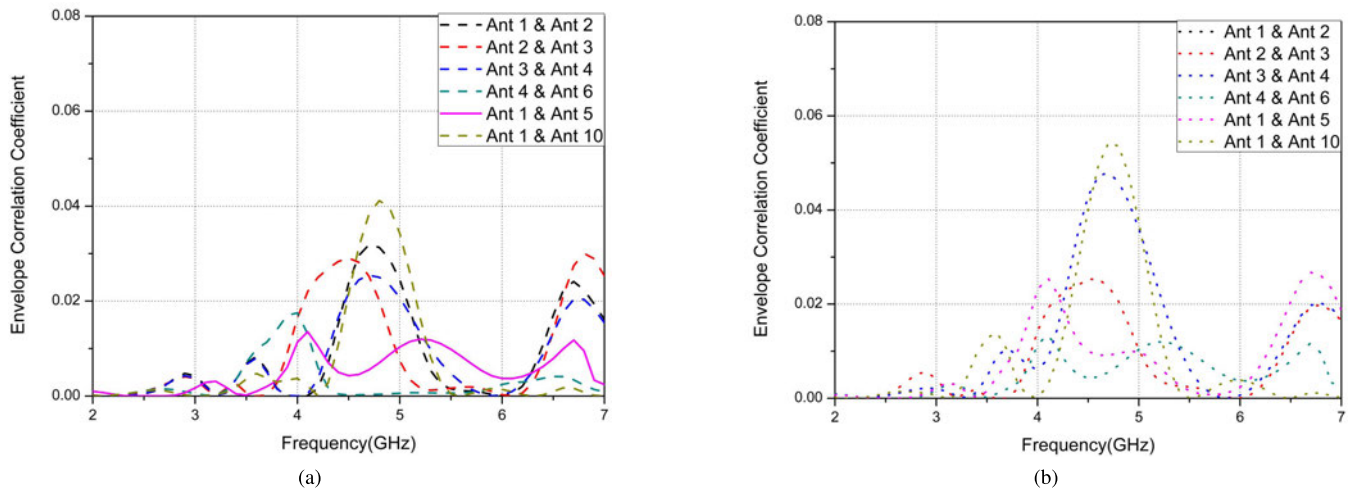 0.08
0.06
0.04
0.02
0.00
Envelope Correlation Coefficient
Ant 1 & Ant 2
Ant 2 & Ant 3
Ant 3 & Ant 4
Ant 4 & Ant 6
Ant 1 & Ant 5
Ant 1 & Ant 10
2 3 4 5 6 7
Frequency(GHz)
(a)
0.08
0.06
0.04
0.02
0.00
Envelope Correlation Coefficient
Ant 1 & Ant 2
Ant 2 & Ant 3
Ant 3 & Ant 4
Ant 4 & Ant 6
Ant 1 & Ant 5
Ant 1 & Ant 10
2 3 4 5 6 7
Frequency(GHz)
(b)